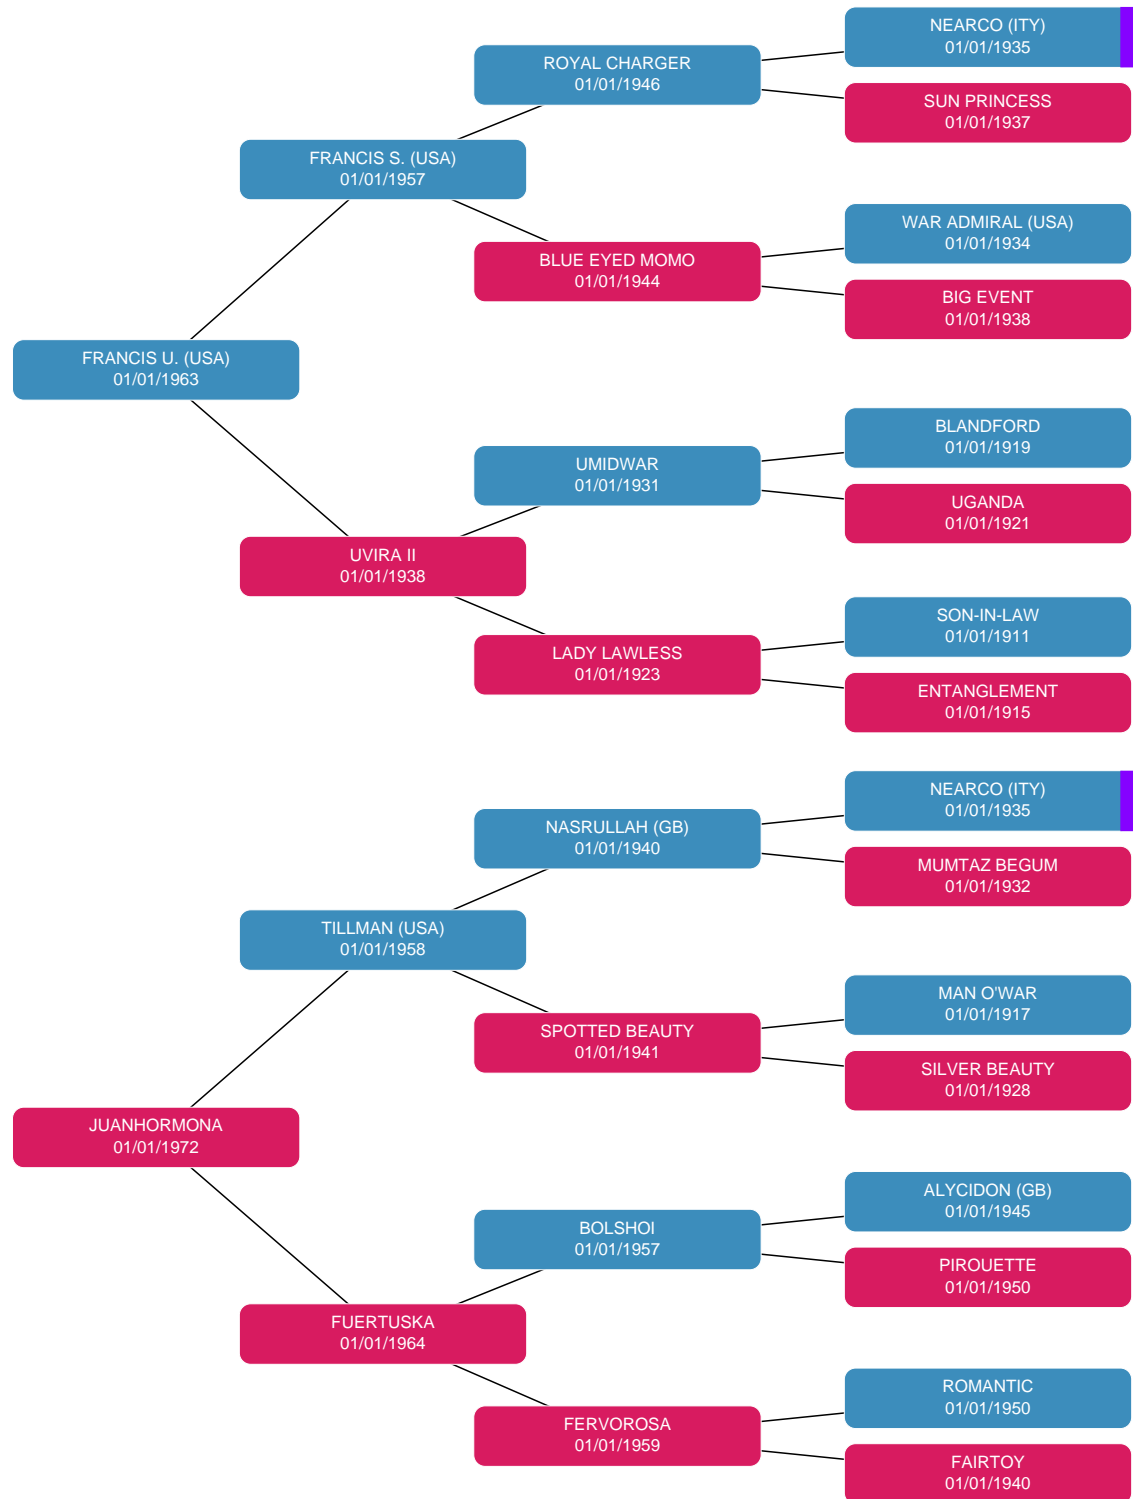 NEARCO (ITY)
01/01/1935
ROYAL CHARGER
01/01/1946
SUN PRINCESS
01/01/1937
FRANCIS S. (USA)
01/01/1957
WAR ADMIRAL (USA)
01/01/1934
BLUE EYED MOMO
01/01/1944
BIG EVENT
01/01/1938
FRANCIS U. (USA)
01/01/1963
BLANDFORD
01/01/1919
UMIDWAR
01/01/1931
UGANDA
01/01/1921
UVIRA II
01/01/1938
SON-IN-LAW
01/01/1911
LADY LAWLESS
01/01/1923
ENTANGLEMENT
01/01/1915
NEARCO (ITY)
01/01/1935
NASRULLAH (GB)
01/01/1940
MUMTAZ BEGUM
01/01/1932
TILLMAN (USA)
01/01/1958
MAN O'WAR
01/01/1917
SPOTTED BEAUTY
01/01/1941
SILVER BEAUTY
01/01/1928
JUANHORMONA
01/01/1972
ALYCIDON (GB)
01/01/1945
BOLSHOI
01/01/1957
PIROUETTE
01/01/1950
FUERTUSKA
01/01/1964
ROMANTIC
01/01/1950
FERVOROSA
01/01/1959
FAIRTOY
01/01/1940